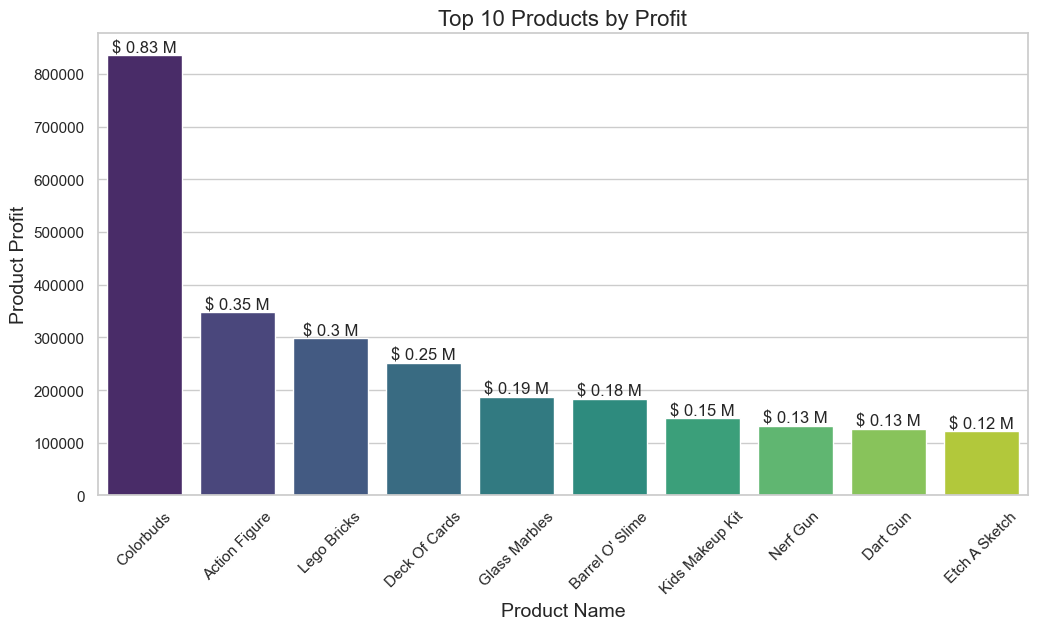 Top 10 Products by Profit
Product Profit
800000
700000
600000
500000
400000
300000
200000
100000
0
$ 0.83 M
$ 0.35 M
$ 0.3 M
$ 0.25 M
$ 0.19 M
$ 0.18 M
$ 0.15 M
$ 0.13 M
$ 0.13 M
$ 0.12 M
Colorbuds
Action Figure
Lego Bricks
Deck Of Cards
Glass Marbles
Barrel O' Slime
Kids Makeup Kit
Nerf Gun
Dart Gun
Etch A Sketch
Product Name